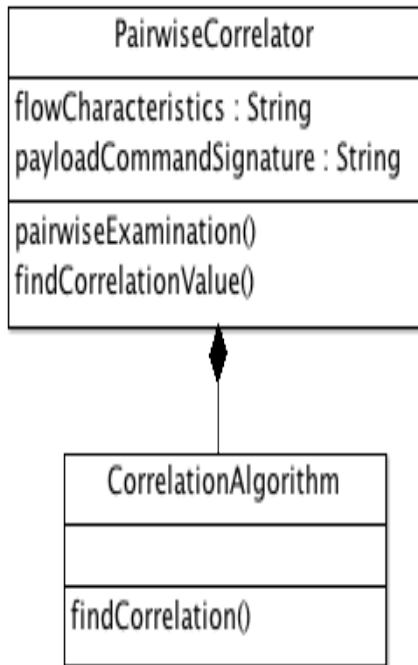 PairwiseCorrelator
flowCharacteristics : String
payloadCommandSignature : String
pairwiseExamination()
findCorrelationValue()
CorrelationAlgorithm
findCorrelation()